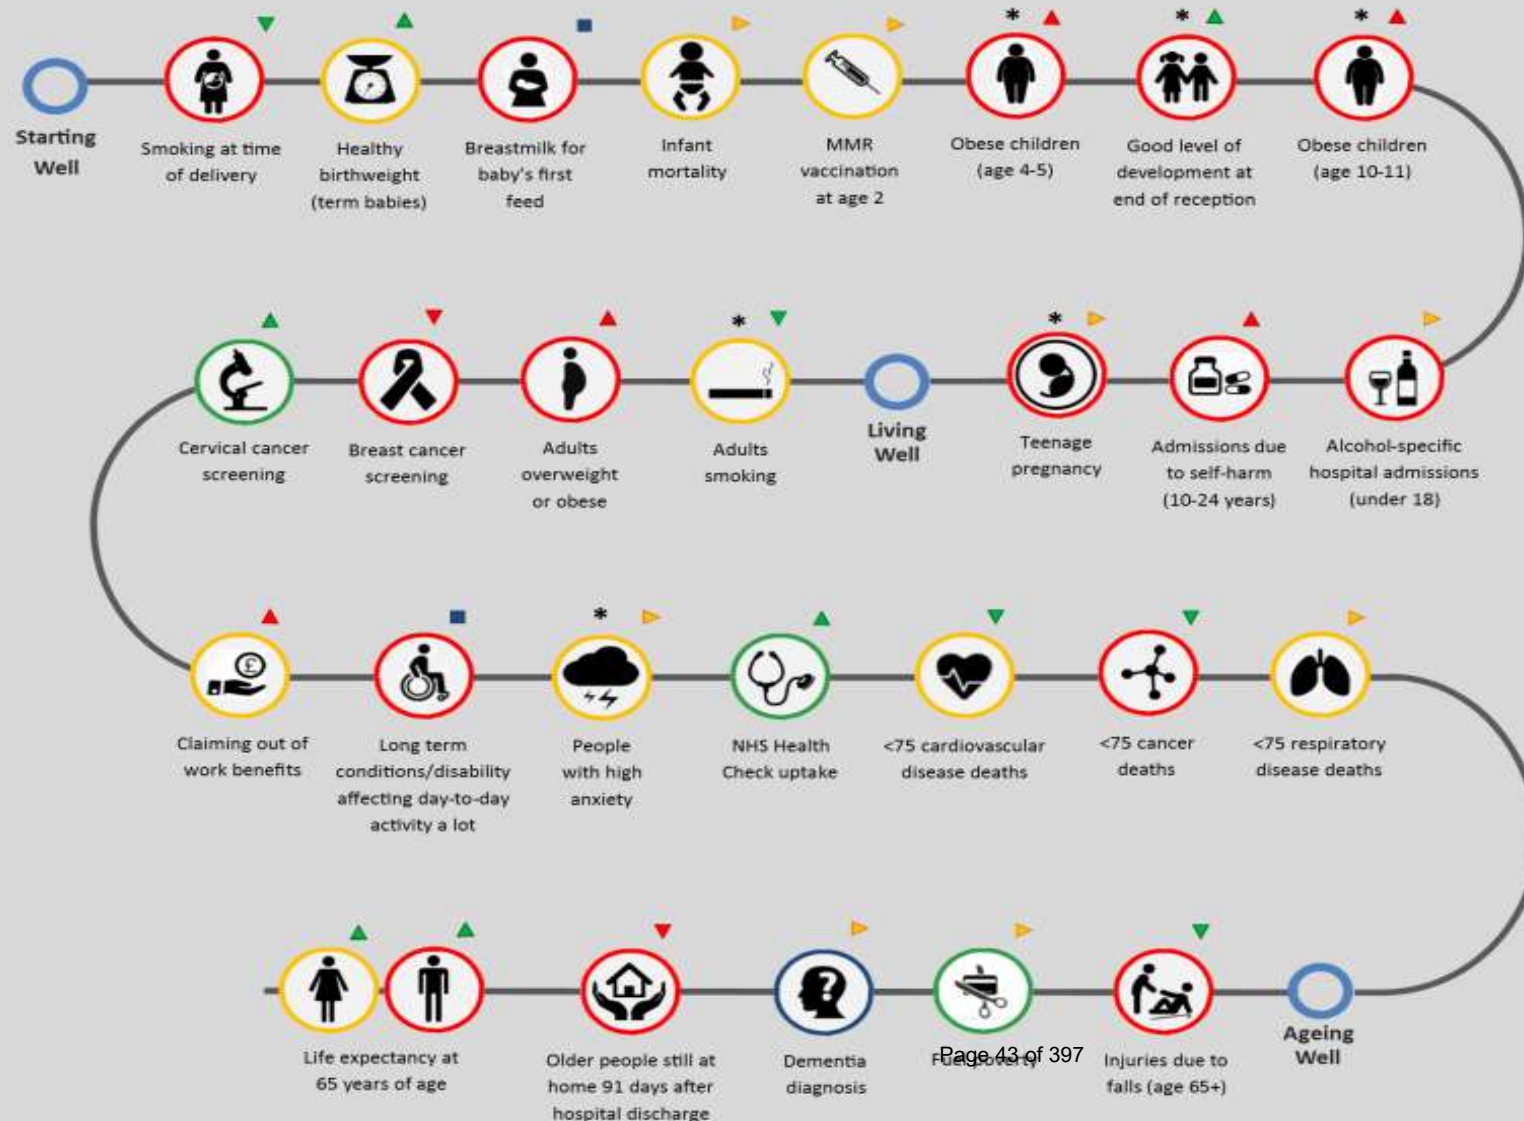 *
*
*
Starting
Well
Smoking at time
of delivery
Healthy
birthweight
(term babies)
Breastmilk for
baby's first
feed
Infant
mortality
MMR
vaccination
at age 2
Obese children
(age 4-5)
Good level of
development at
end of reception
Obese children
(age 10-11)
*
*
Cervical cancer
screening
Breast cancer
screening
Adults
overweight
or obese
Adults
smoking
Living
Well
Teenage
pregnancy
Admissions due
to self-harm
(10-24 years)
Alcohol-specific
hospital admissions
(under 18)
*
£
Claiming out of
work benefits
Long term
conditions/disability
affecting day-to-day
activity a lot
People
with high
anxiety
NHS Health
Check uptake
<75 cardiovascular
disease deaths
<75 cancer
deaths
<75 respiratory
disease deaths
?
Life expectancy at
65 years of age
Older people still at
home 91 days after
hospital discharge
Dementia
diagnosis
Fuel poverty
Page 43 of 397
Injuries due to
falls (age 65+)
Ageing
Well